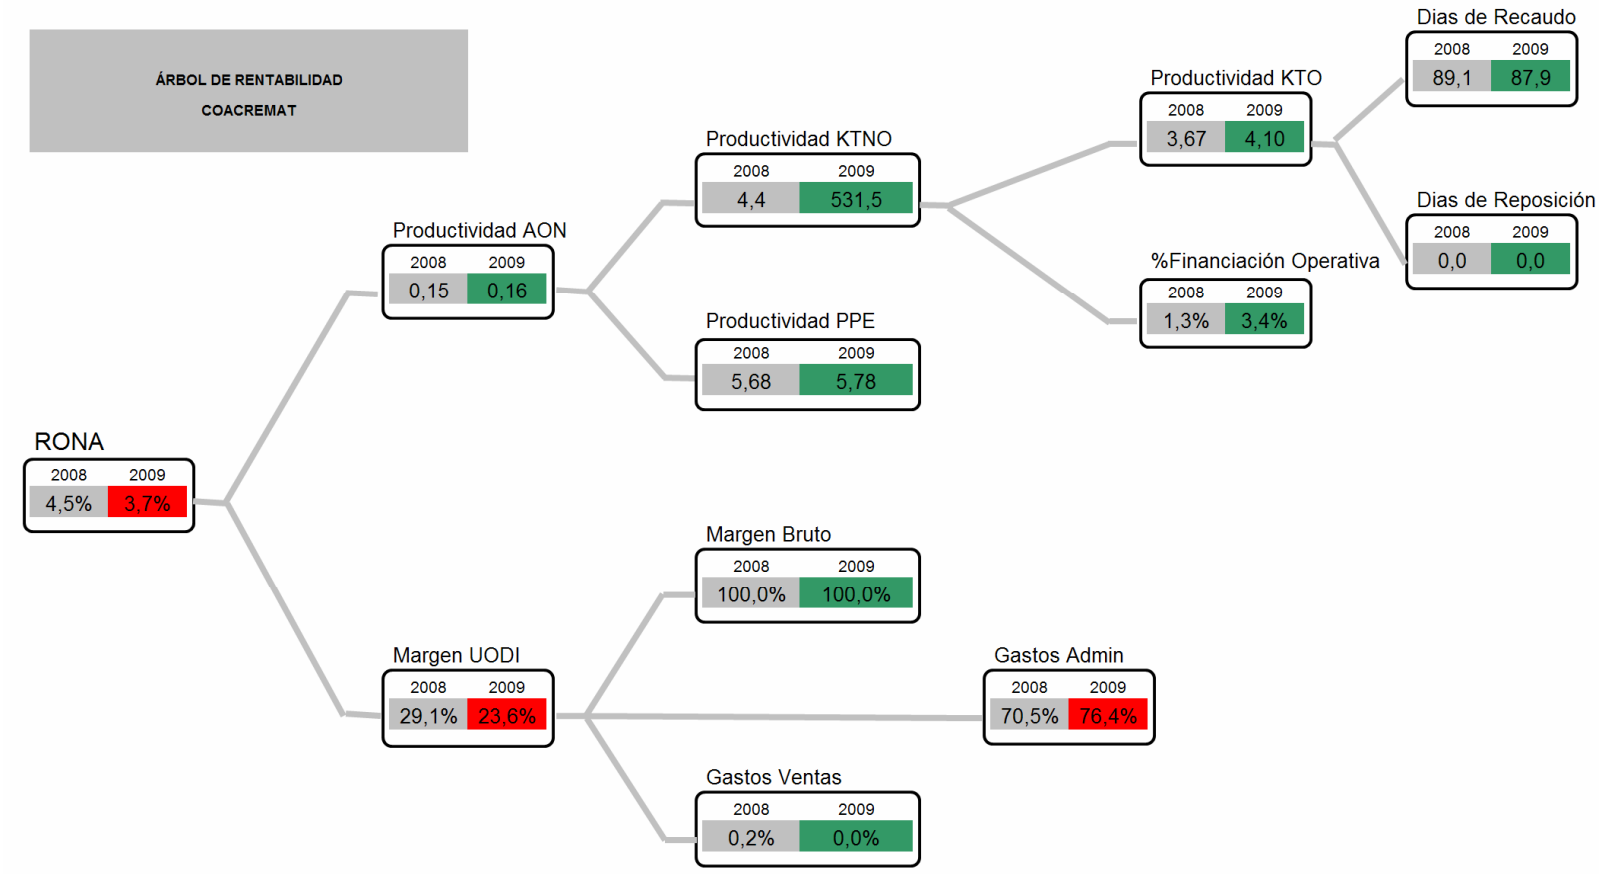 ÁRBOL DE RENTABILIDAD
COACREMAT
Dias de Recaudo
2008 2009
89,1 87,9
Productividad KTO
2008 2009
3,67 4,10
Productividad KTNO
2008 2009
4,4 531,5
Dias de Reposición
2008 2009
0,0 0,0
Productividad AON
2008 2009
0,15 0,16
%Financiación Operativa
2008 2009
1,3% 3,4%
Productividad PPE
2008 2009
5,68 5,78
RONA
2008 2009
4,5% 3,7%
Margen Bruto
2008 2009
100,0% 100,0%
Margen UODI
2008 2009
29,1% 23,6%
Gastos Admin
2008 2009
70,5% 76,4%
Gastos Ventas
2008 2009
0,2% 0,0%